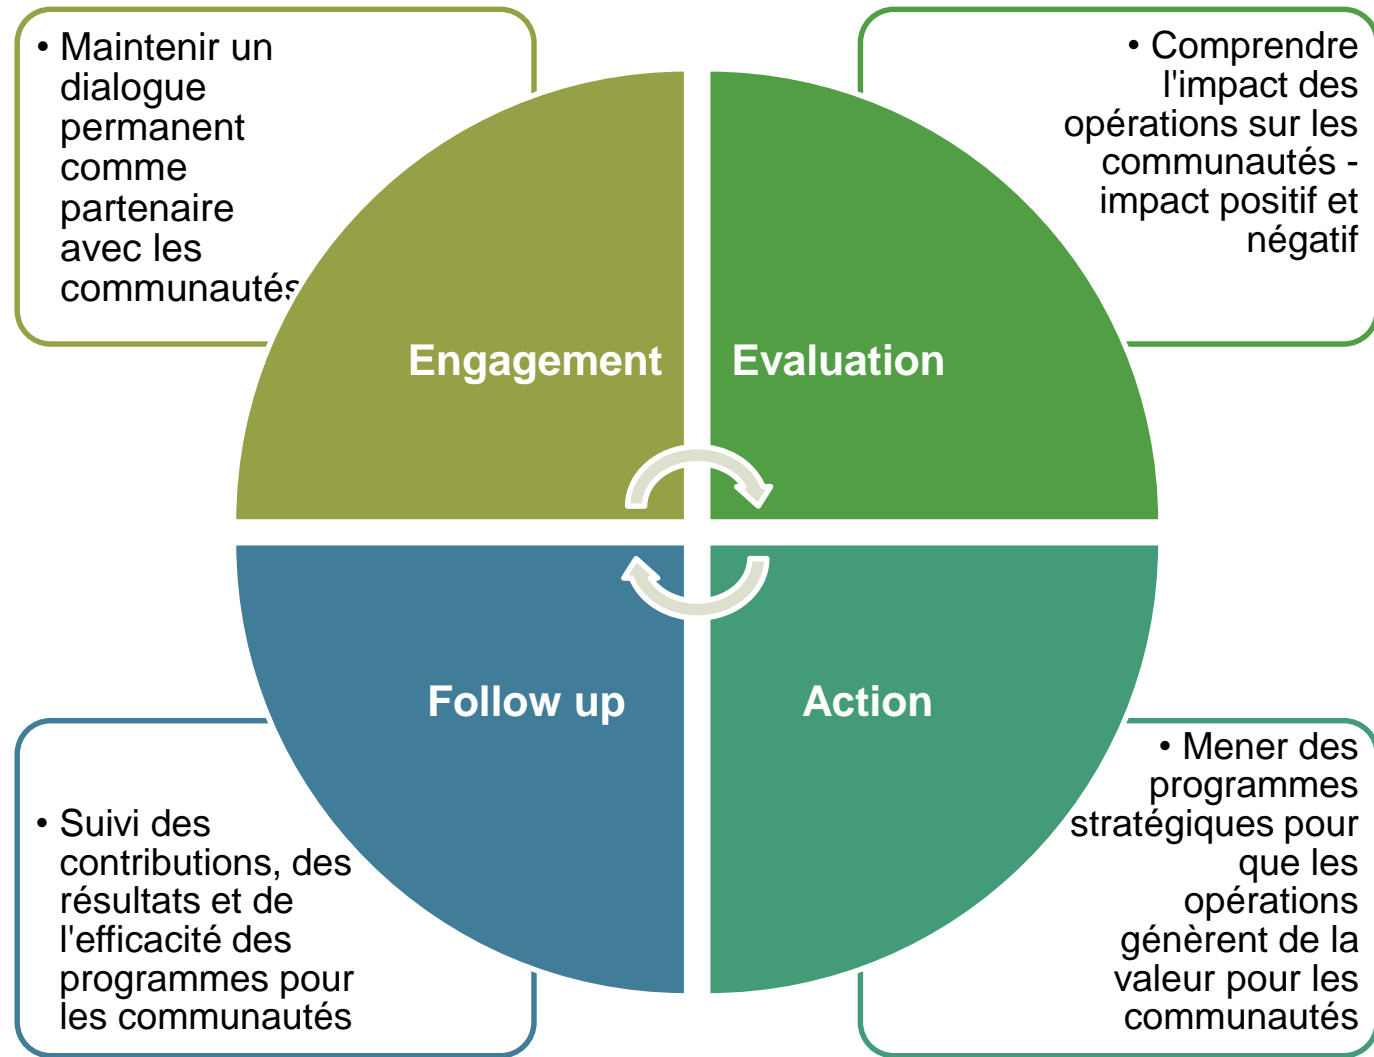 • Maintenir un
dialogue
permanent
comme
partenaire
avec les
communautés
• Comprendre
l'impact des
opérations sur les
communautés -
impact positif et
négatif
Engagement
Evaluation
Follow up
Action
• Suivi des
contributions, des
résultats et de
l'efficacité des
programmes pour
les communautés
• Mener des
programmes
stratégiques pour
que les
opérations
génèrent de la
valeur pour les
communautés